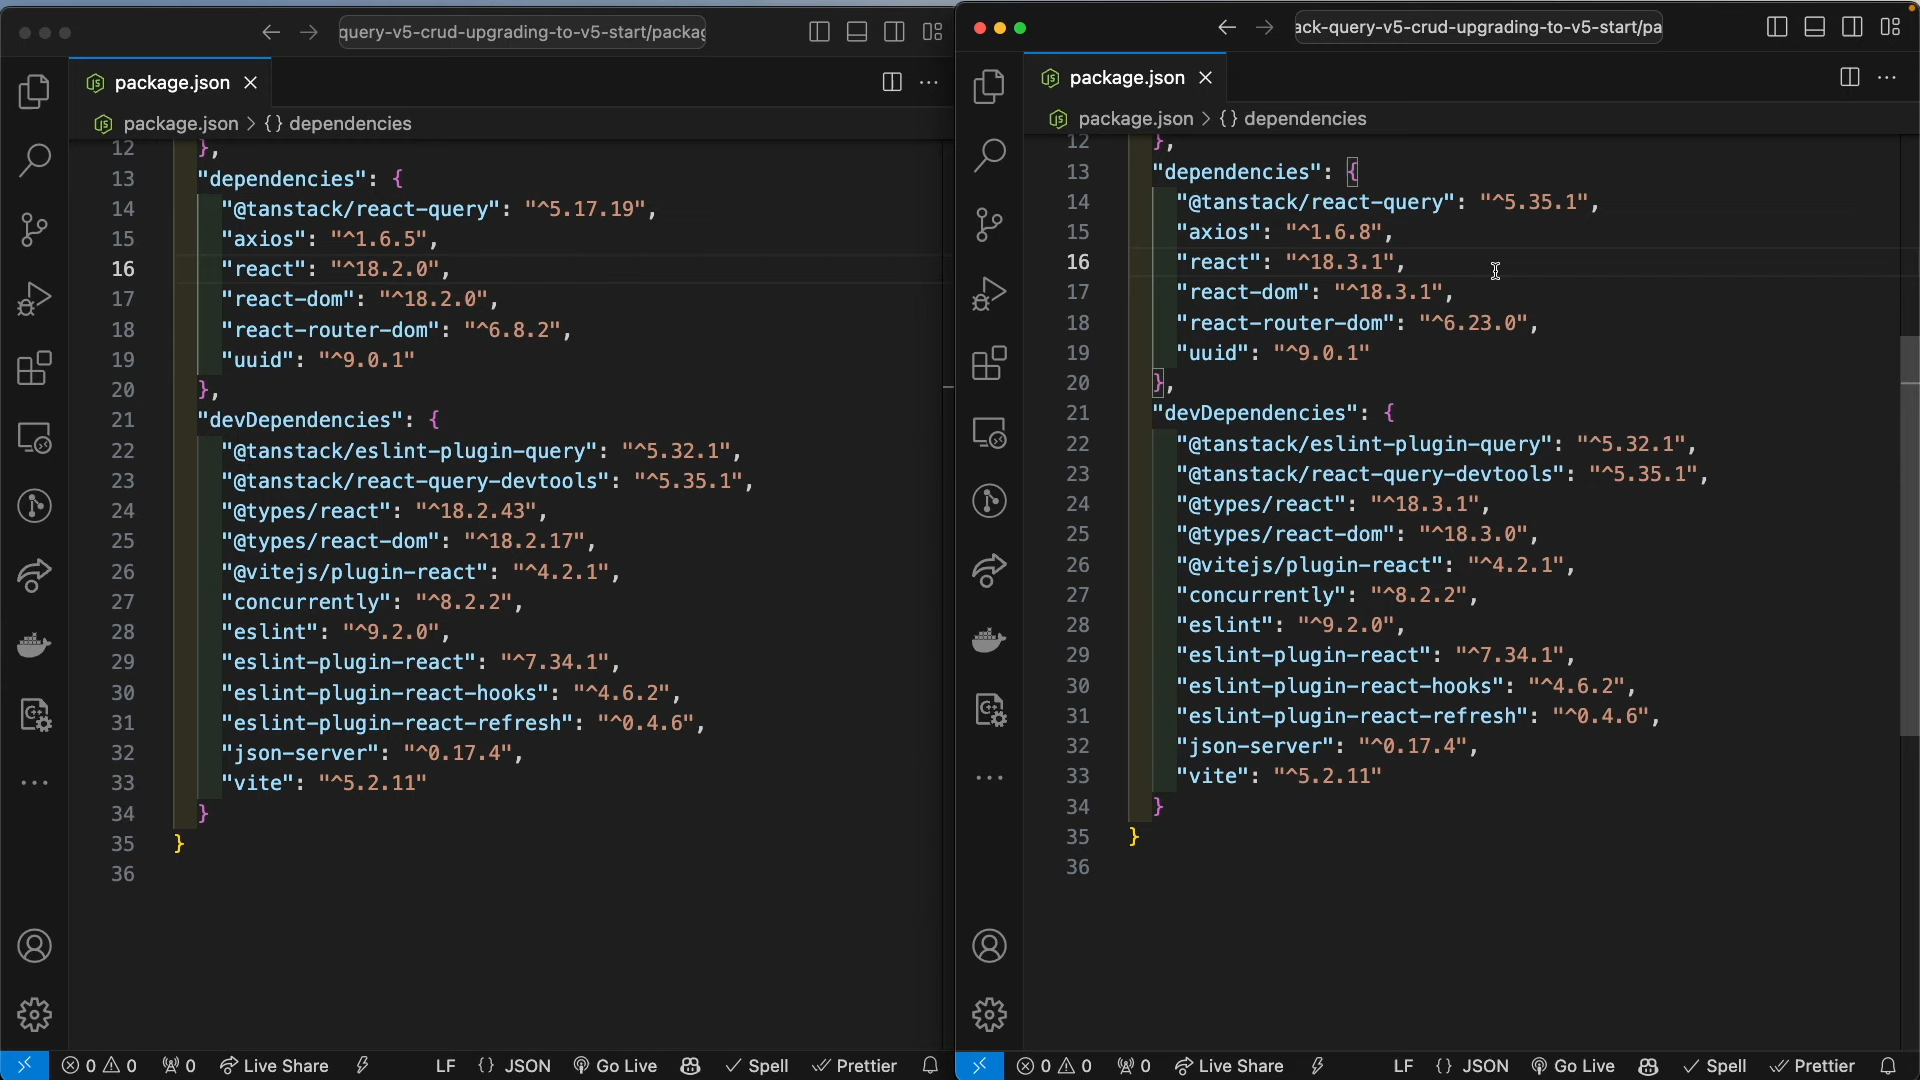 query-v5-crud-upgrading-to-v5-start/packag
package.json
package.json > {} dependencies
12 },
13 "dependencies": {
14 "@tanstack/react-query": "^5.17.19",
15 "axios": "^1.6.5",
16 "react": "^18.2.0",
17 "react-dom": "^18.2.0",
18 "react-router-dom": "^6.8.2",
19 "uuid": "^9.0.1"
20 },
21 "devDependencies": {
22 "@tanstack/eslint-plugin-query": "^5.32.1",
23 "@tanstack/react-query-devtools": "^5.35.1",
24 "@types/react": "^18.2.43",
25 "@types/react-dom": "^18.2.17",
26 "@vitejs/plugin-react": "^4.2.1",
27 "concurrently": "^8.2.2",
28 "eslint": "^9.2.0",
29 "eslint-plugin-react": "^7.34.1",
30 "eslint-plugin-react-hooks": "^4.6.2",
31 "eslint-plugin-react-refresh": "^0.4.6",
32 "json-server": "^0.17.4",
33 "vite": "^5.2.11"
34 }
35 }
36
0 0 0 Live Share LF {} JSON Go Live Spell Prettier
ack-query-v5-crud-upgrading-to-v5-start/pa
package.json
package.json > {} dependencies
12 },
13 "dependencies": {
14 "@tanstack/react-query": "^5.35.1",
15 "axios": "^1.6.8",
16 "react": "^18.3.1",
17 "react-dom": "^18.3.1",
18 "react-router-dom": "^6.23.0",
19 "uuid": "^9.0.1"
20 },
21 "devDependencies": {
22 "@tanstack/eslint-plugin-query": "^5.32.1",
23 "@tanstack/react-query-devtools": "^5.35.1",
24 "@types/react": "^18.3.1",
25 "@types/react-dom": "^18.3.0",
26 "@vitejs/plugin-react": "^4.2.1",
27 "concurrently": "^8.2.2",
28 "eslint": "^9.2.0",
29 "eslint-plugin-react": "^7.34.1",
30 "eslint-plugin-react-hooks": "^4.6.2",
31 "eslint-plugin-react-refresh": "^0.4.6",
32 "json-server": "^0.17.4",
33 "vite": "^5.2.11"
34 }
35 }
36
0 0 0 Live Share LF {} JSON Go Live Spell Prettier